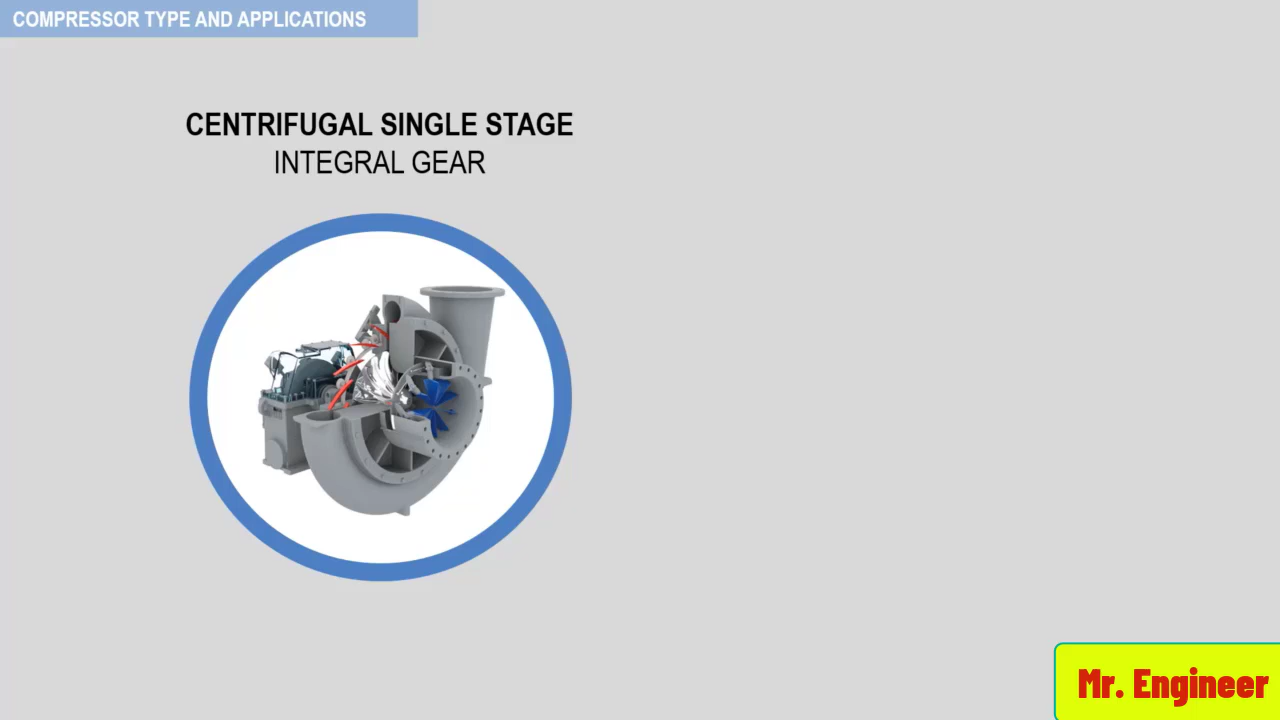 COMPRESSOR TYPE AND APPLICATIONS
CENTRIFUGAL SINGLE STAGE
INTEGRAL GEAR
Mr. Engineer